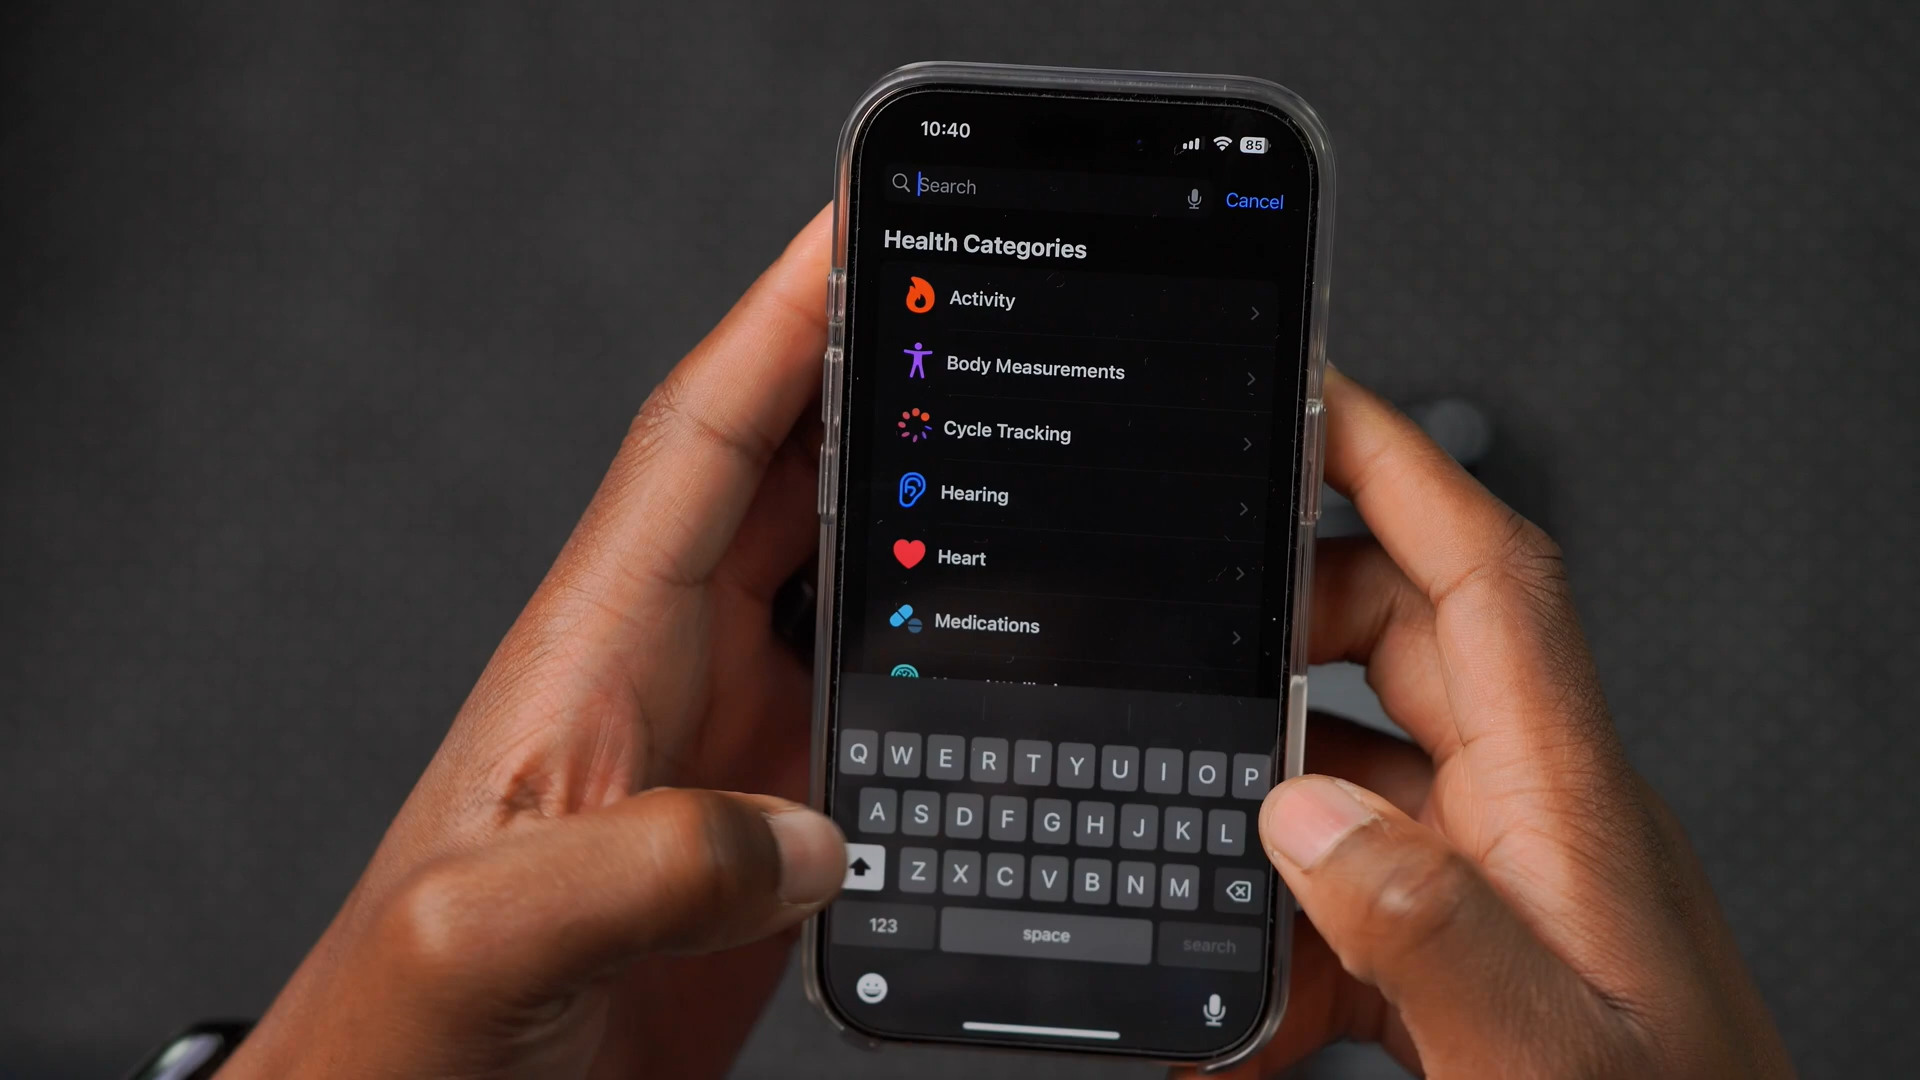 10:40
85
Search
Cancel
Health Categories
Activity
Body Measurements
Cycle Tracking
Hearing
Heart
Medications
Q W E R T Y U I O P
A S D F G H J K L
Z X C V B N M
123
space
search